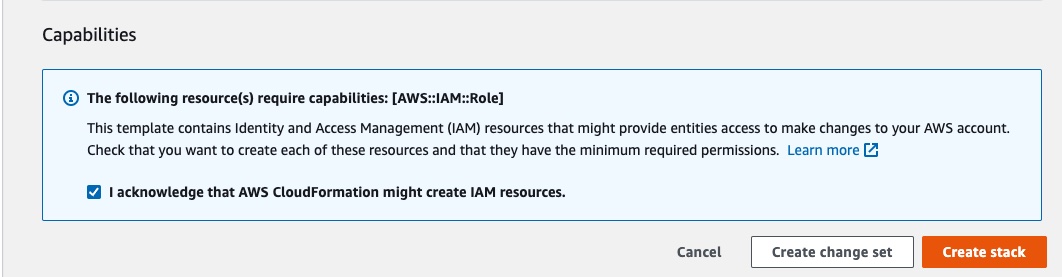 Capabilities
The following resource(s) require capabilities: [AWS::IAM::Role]
This template contains Identity and Access Management (IAM) resources that might provide entities access to make changes to your AWS account.
Check that you want to create each of these resources and that they have the minimum required permissions. Learn more
I acknowledge that AWS CloudFormation might create IAM resources.
Cancel Create change set Create stack